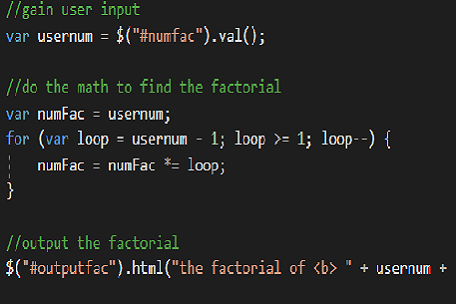 //gain user input
var usernum = $("#numfac").val();
//do the math to find the factorial
var numFac = usernum;
for (var loop = usernum - 1; loop >= 1; loop--) {
numFac = numFac *= loop;
}
//output the factorial
$("#outputfac").html("the factorial of <b> " + usernum +